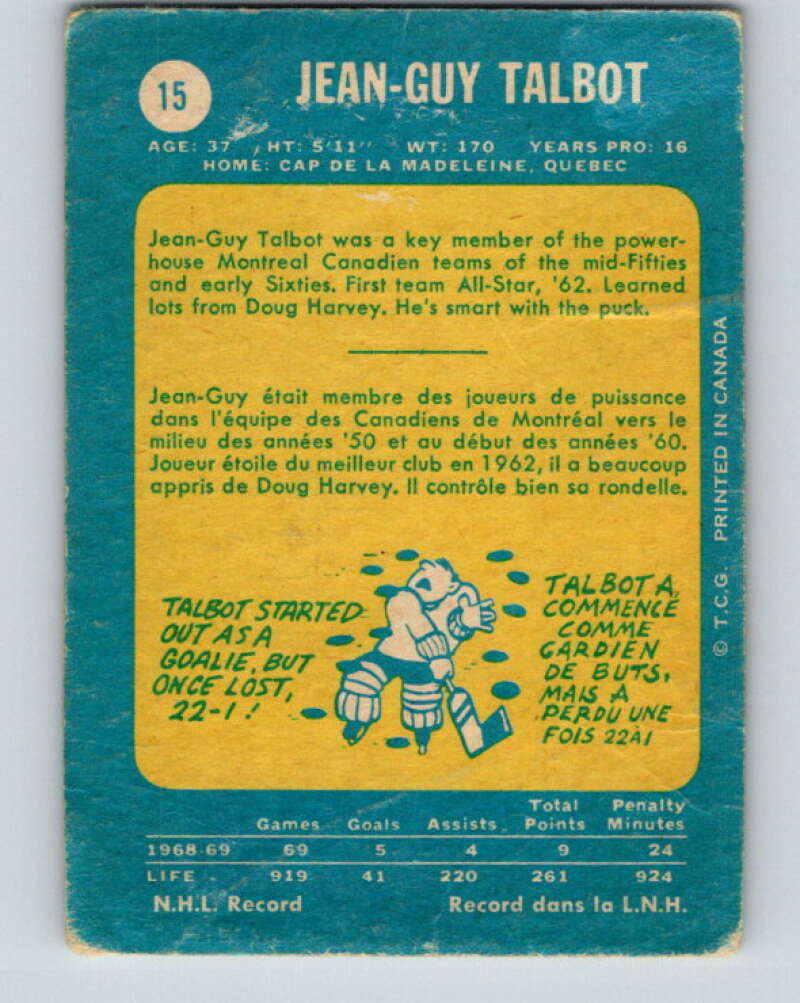 15
JEAN-GUY TALBOT
AGE: 37 HT: 5'11" WT: 170 YEARS PRO: 16
HOME: CAP DE LA MADELEINE, QUEBEC
Jean-Guy Talbot was a key member of the power-
house Montreal Canadien teams of the mid-Fifties
and early Sixties. First team All-Star, '62. Learned
lots from Doug Harvey. He's smart with the puck.
Jean-Guy était membre des joueurs de puissance
dans l'équipe des Canadiens de Montréal vers le
milieu des années '50 et au début des années '60.
Joueur étoile du meilleur club en 1962, il a beaucoup
appris de Doug Harvey. Il contrôle bien sa rondelle.
TALBOT STARTED
OUT AS A
GOALIE, BUT
ONCE LOST,
22-1!
TALBOT A
COMMENCÉ
COMME
GARDIEN
DE BUTS,
MAIS A
PERDU UNE
FOIS 22 À 1
© T.C.G. PRINTED IN CANADA
Games Goals Assists Total Points Penalty Minutes
1968-69 69 5 4 9 24
LIFE 919 41 220 261 924
N.H.L. Record Record dans la L.N.H.